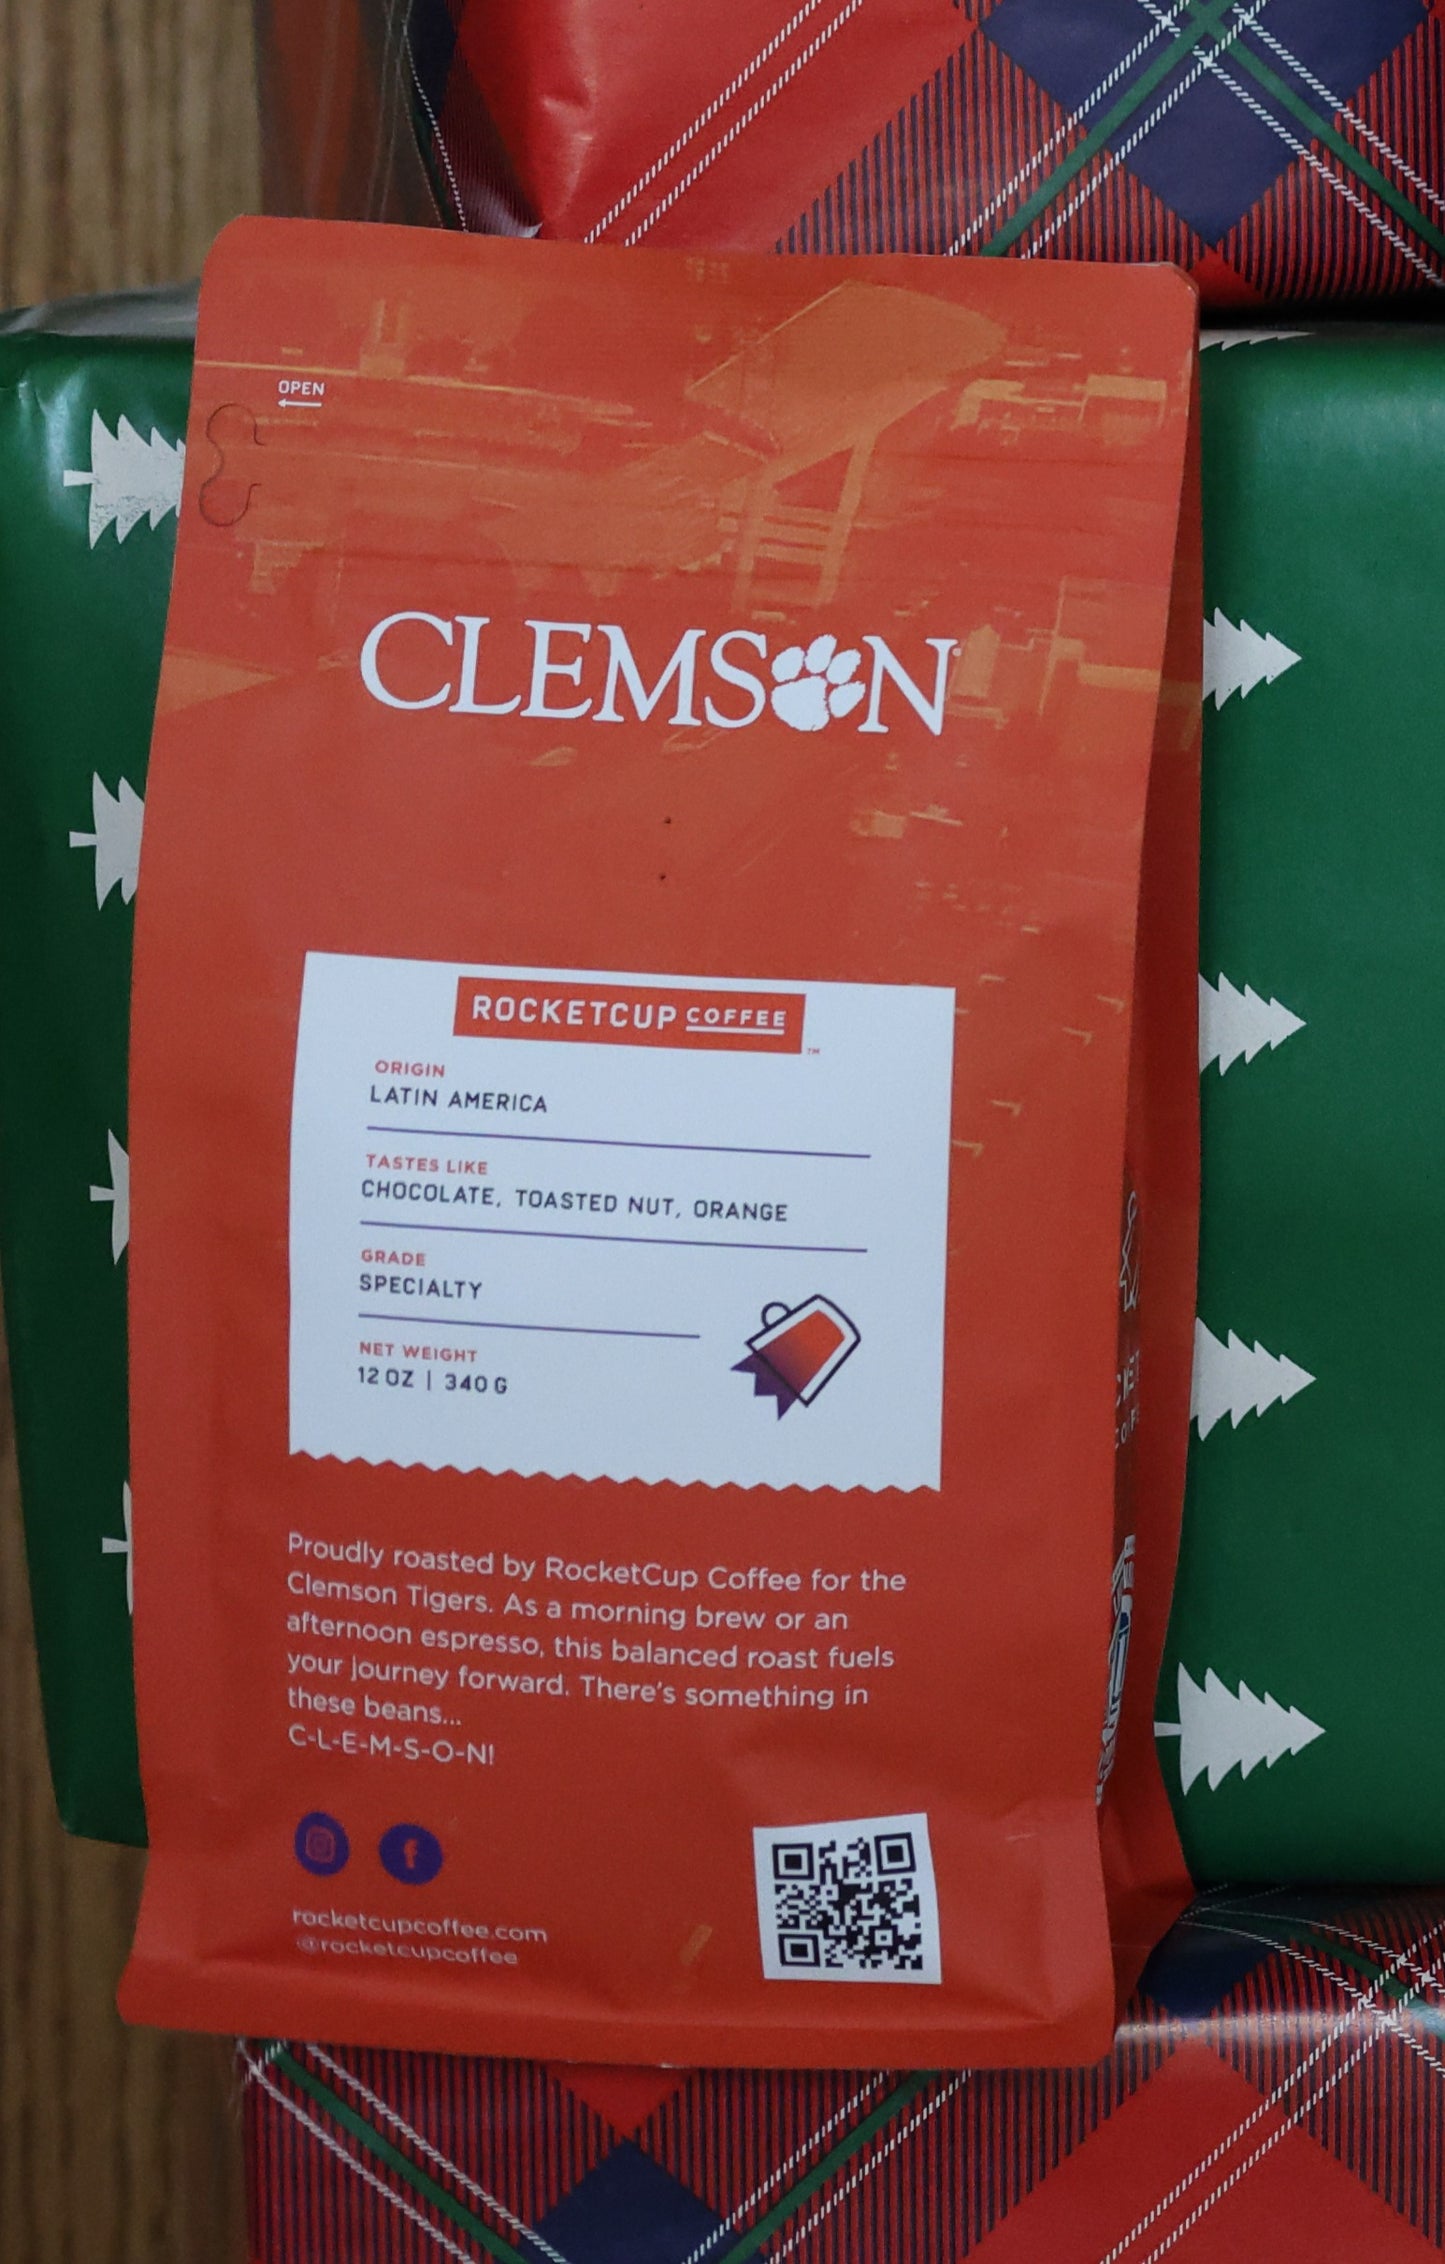 OPEN
CLEMSON
ROCKETCUP COFFEE™
ORIGIN
LATIN AMERICA
TASTES LIKE
CHOCOLATE, TOASTED NUT, ORANGE
GRADE
SPECIALTY
NET WEIGHT
12 OZ | 340 G
Proudly roasted by RocketCup Coffee for the
Clemson Tigers. As a morning brew or an
afternoon espresso, this balanced roast fuels
your journey forward. There's something in
these beans...
C-L-E-M-S-O-N!
rocketcupcoffee.com
@rocketcupcoffee